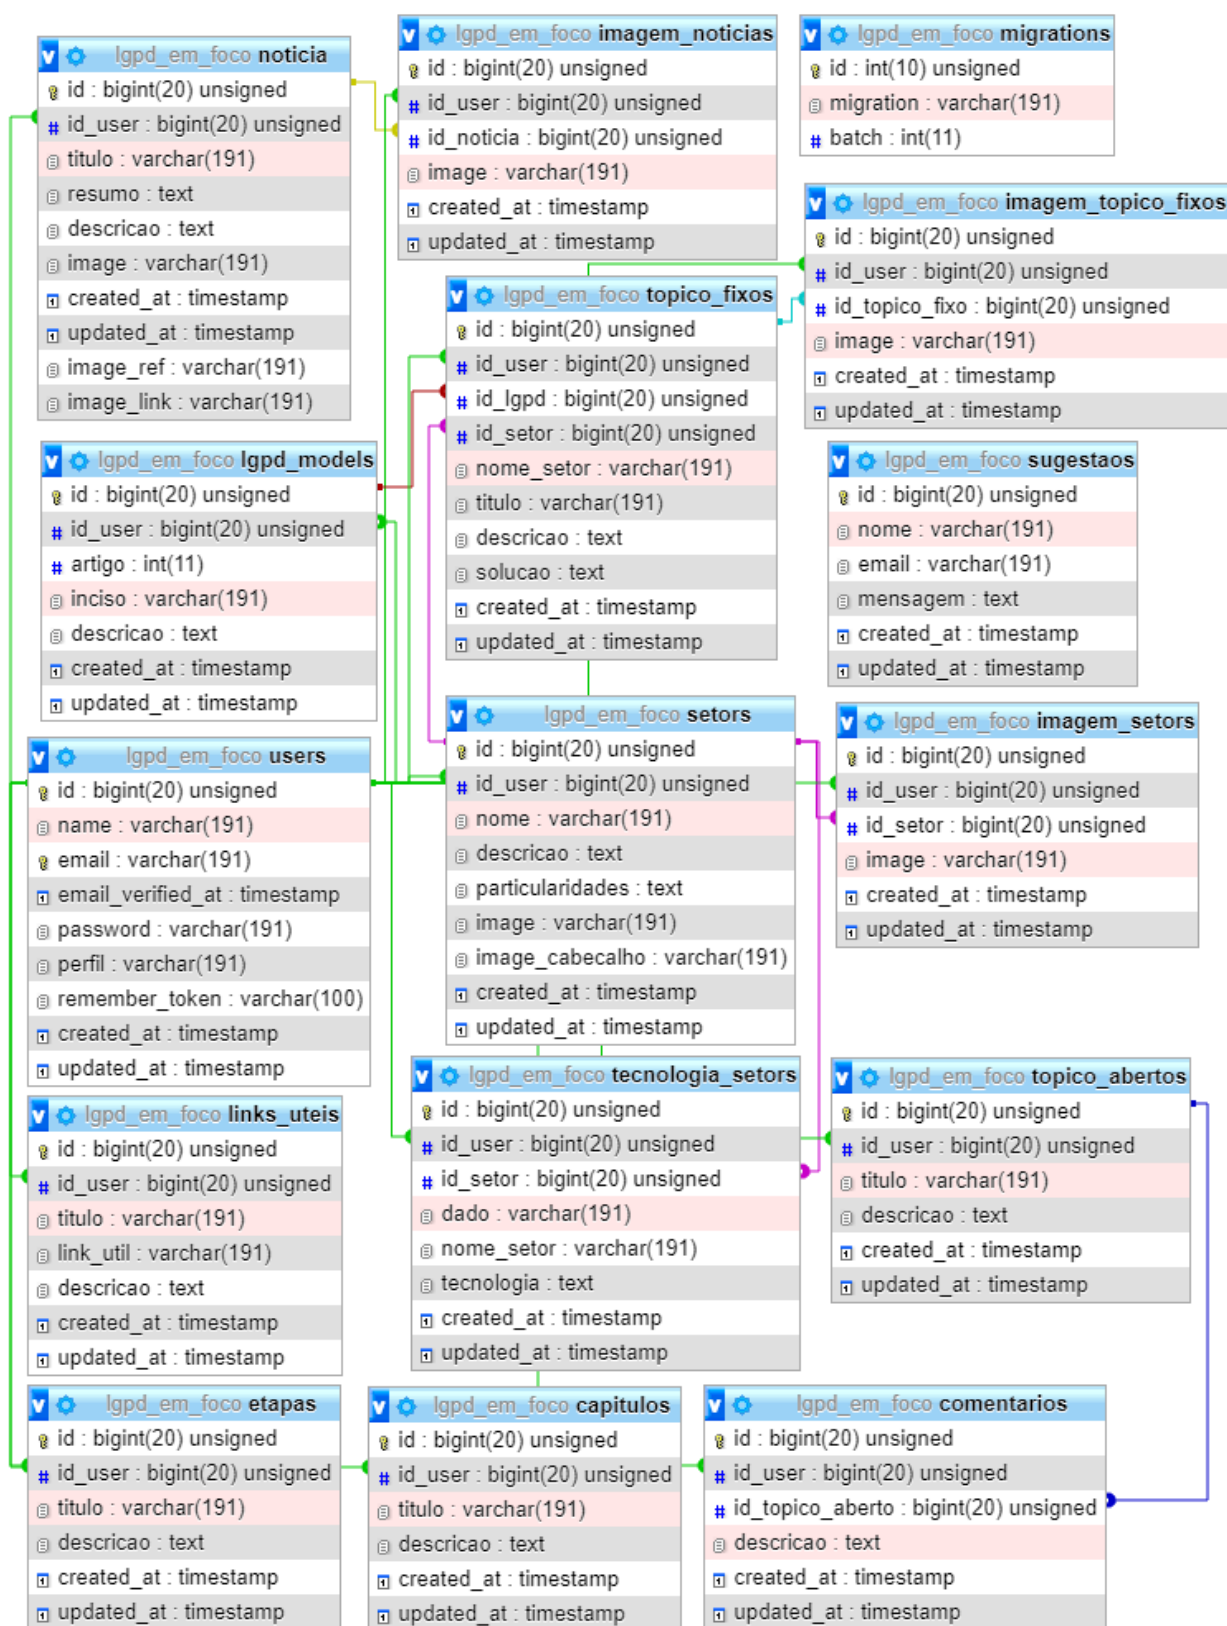 lgpd_em_foco noticia
id : bigint(20) unsigned
id_user : bigint(20) unsigned
titulo : varchar(191)
resumo : text
descricao : text
image : varchar(191)
created_at : timestamp
updated_at : timestamp
image_ref : varchar(191)
image_link : varchar(191)
lgpd_em_foco imagem_noticias
id : bigint(20) unsigned
id_user : bigint(20) unsigned
id_noticia : bigint(20) unsigned
image : varchar(191)
created_at : timestamp
updated_at : timestamp
lgpd_em_foco migrations
id : int(10) unsigned
migration : varchar(191)
batch : int(11)
lgpd_em_foco imagem_topico_fixos
id : bigint(20) unsigned
id_user : bigint(20) unsigned
id_topico_fixo : bigint(20) unsigned
image : varchar(191)
created_at : timestamp
updated_at : timestamp
lgpd_em_foco topico_fixos
id : bigint(20) unsigned
id_user : bigint(20) unsigned
id_lgpd : bigint(20) unsigned
id_setor : bigint(20) unsigned
nome_setor : varchar(191)
titulo : varchar(191)
descricao : text
solucao : text
created_at : timestamp
updated_at : timestamp
lgpd_em_foco lgpd_models
id : bigint(20) unsigned
id_user : bigint(20) unsigned
artigo : int(11)
inciso : varchar(191)
descricao : text
created_at : timestamp
updated_at : timestamp
lgpd_em_foco sugestaos
id : bigint(20) unsigned
nome : varchar(191)
email : varchar(191)
mensagem : text
created_at : timestamp
updated_at : timestamp
lgpd_em_foco users
id : bigint(20) unsigned
name : varchar(191)
email : varchar(191)
email_verified_at : timestamp
password : varchar(191)
perfil : varchar(191)
remember_token : varchar(100)
created_at : timestamp
updated_at : timestamp
lgpd_em_foco setors
id : bigint(20) unsigned
id_user : bigint(20) unsigned
nome : varchar(191)
descricao : text
particularidades : text
image : varchar(191)
image_cabecalho : varchar(191)
created_at : timestamp
updated_at : timestamp
lgpd_em_foco imagem_setors
id : bigint(20) unsigned
id_user : bigint(20) unsigned
id_setor : bigint(20) unsigned
image : varchar(191)
created_at : timestamp
updated_at : timestamp
lgpd_em_foco links_uteis
id : bigint(20) unsigned
id_user : bigint(20) unsigned
titulo : varchar(191)
link_util : varchar(191)
descricao : text
created_at : timestamp
updated_at : timestamp
lgpd_em_foco tecnologia_setors
id : bigint(20) unsigned
id_user : bigint(20) unsigned
id_setor : bigint(20) unsigned
dado : varchar(191)
nome_setor : varchar(191)
tecnologia : text
created_at : timestamp
updated_at : timestamp
lgpd_em_foco topico_abertos
id : bigint(20) unsigned
id_user : bigint(20) unsigned
titulo : varchar(191)
descricao : text
created_at : timestamp
updated_at : timestamp
lgpd_em_foco etapas
id : bigint(20) unsigned
id_user : bigint(20) unsigned
titulo : varchar(191)
descricao : text
created_at : timestamp
updated_at : timestamp
lgpd_em_foco capitulos
id : bigint(20) unsigned
id_user : bigint(20) unsigned
titulo : varchar(191)
descricao : text
created_at : timestamp
updated_at : timestamp
lgpd_em_foco comentarios
id : bigint(20) unsigned
id_user : bigint(20) unsigned
id_topico_aberto : bigint(20) unsigned
descricao : text
created_at : timestamp
updated_at : timestamp